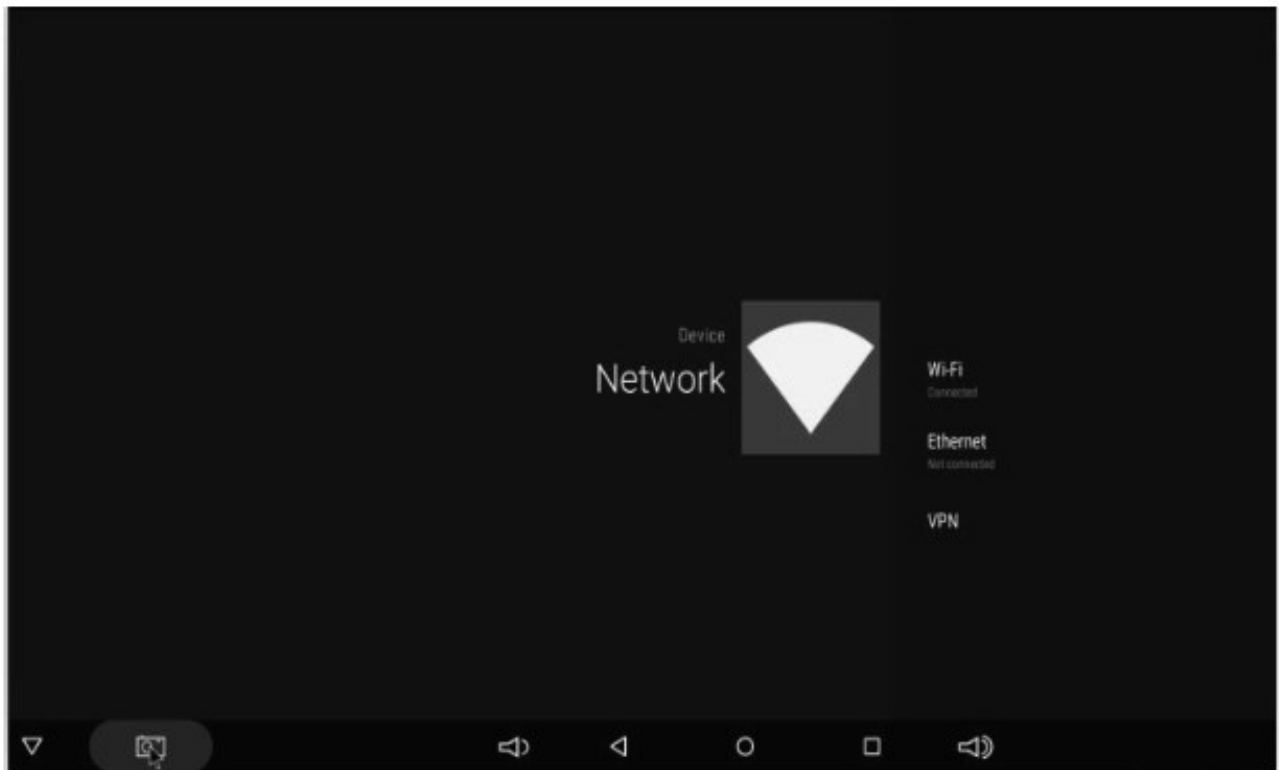 Device
Network
Wi-Fi
Connected
Ethernet
Not connected
VPN